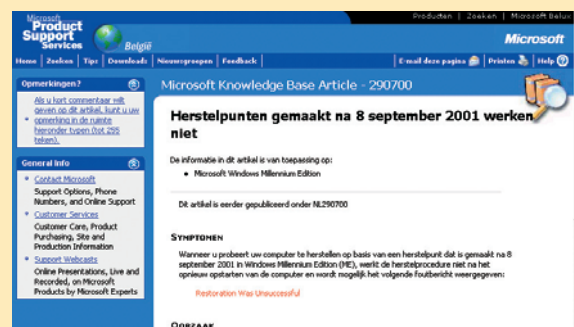 Producten | Zoeken | Microsoft Belux
Microsoft
Product
Support
Services
België
Microsoft
Home | Zoeken | Tips | Downloads | Nieuwsgroepen | Feedback |
E-mail deze pagina | Printen | Help
Opmerkingen?
Als u kort commentaar wilt
geven op dit artikel, kunt u uw
opmerking in de ruimte
hieronder typen (tot 255
teken).
General Info
Contact Microsoft
Support Options, Phone
Numbers, and Online Support
Customer Services
Customer Care, Product
Purchasing, Site and
Production Information
Support Webcasts
Online Presentations, Live and
Recorded, on Microsoft
Products by Microsoft Experts
Microsoft Knowledge Base Article - 290700
Herstelpunten gemaakt na 8 september 2001 werken
niet
De informatie in dit artikel is van toepassing op:
Microsoft Windows Millennium Edition
Dit artikel is eerder gepubliceerd onder NL290700
SYMPTOMEN
Wanneer u probeert uw computer te herstellen op basis van een herstelpunt dat is gemaakt na 8
september 2001 in Windows Millennium Edition (ME), werkt de herstelprocedure niet na het
opnieuw opstarten van de computer en wordt mogelijk het volgende foutbericht weergegeven:
Restoration Was Unsuccessful
OORZAAK